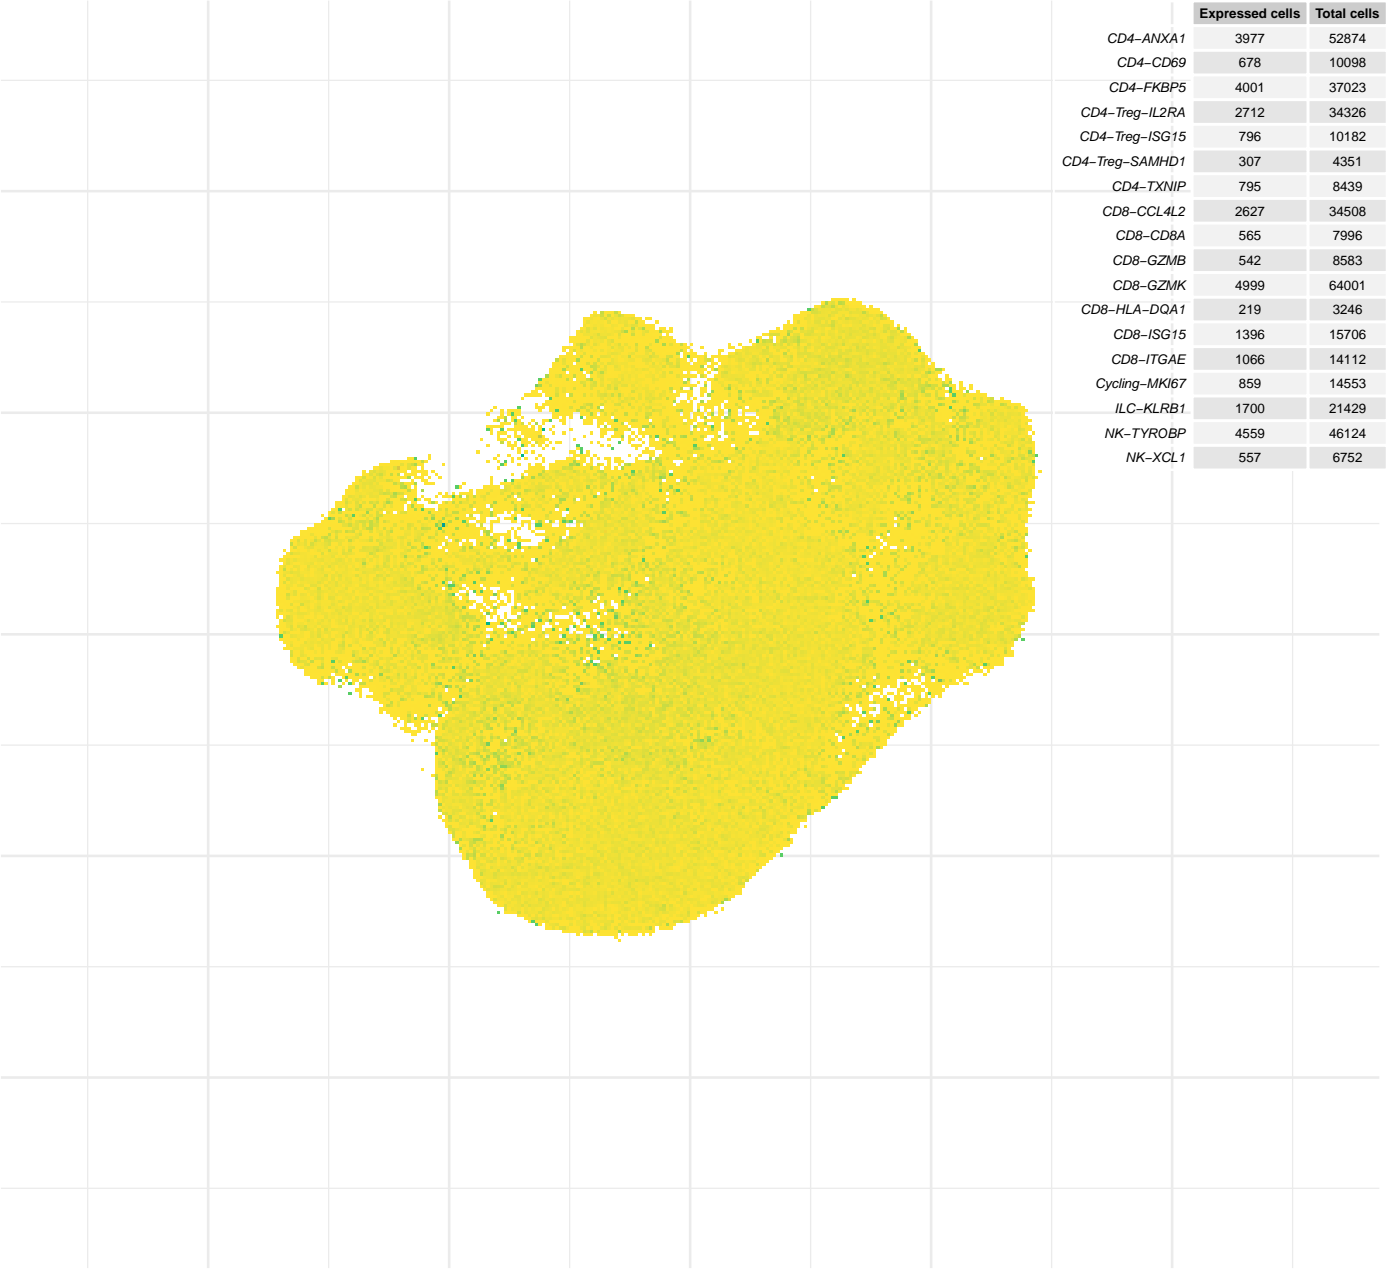 Expressed cells Total cells
CD4−ANXA1 3977 52874
CD4−CD69 678 10098
CD4−FKBP5 4001 37023
CD4−Treg−IL2RA 2712 34326
CD4−Treg−ISG15 796 10182
CD4−Treg−SAMHD1 307 4351
CD4−TXNIP 795 8439
CD8−CCL4L2 2627 34508
CD8−CD8A 565 7996
CD8−GZMB 542 8583
CD8−GZMK 4999 64001
CD8−HLA−DQA1 219 3246
CD8−ISG15 1396 15706
CD8−ITGAE 1066 14112
Cycling−MKI67 859 14553
ILC−KLRB1 1700 21429
NK−TYROBP 4559 46124
NK−XCL1 557 6752